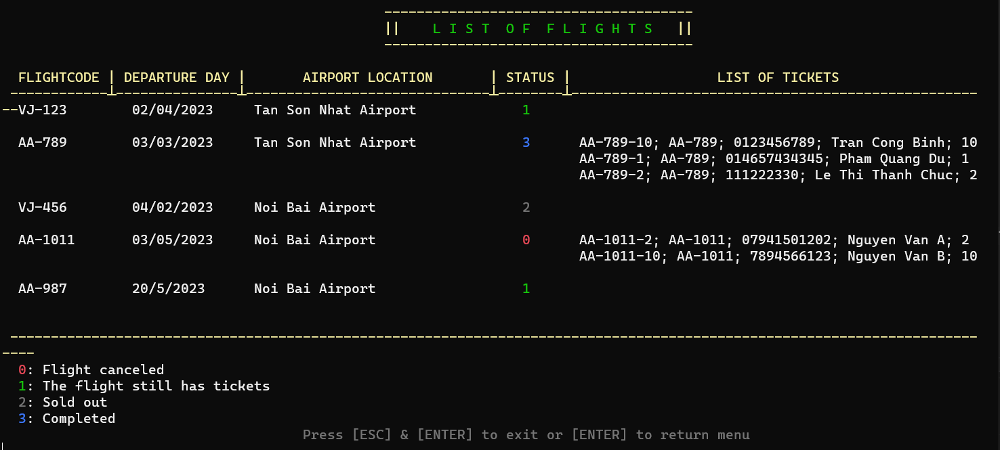 -------------------------------------
|| L I S T O F F L I G H T S ||
-------------------------------------
FLIGHTCODE | DEPARTURE DAY | AIRPORT LOCATION | STATUS | LIST OF TICKETS
--VJ-123 02/04/2023 Tan Son Nhat Airport 1
AA-789 03/03/2023 Tan Son Nhat Airport 3 AA-789-10; AA-789; 0123456789; Tran Cong Binh; 10
AA-789-1; AA-789; 014657434345; Pham Quang Du; 1
AA-789-2; AA-789; 111222330; Le Thi Thanh Chuc; 2
VJ-456 04/02/2023 Noi Bai Airport 2
AA-1011 03/05/2023 Noi Bai Airport 0 AA-1011-2; AA-1011; 07941501202; Nguyen Van A; 2
AA-1011-10; AA-1011; 7894566123; Nguyen Van B; 10
AA-987 20/5/2023 Noi Bai Airport 1
----
0: Flight canceled
1: The flight still has tickets
2: Sold out
3: Completed
Press [ESC] & [ENTER] to exit or [ENTER] to return menu